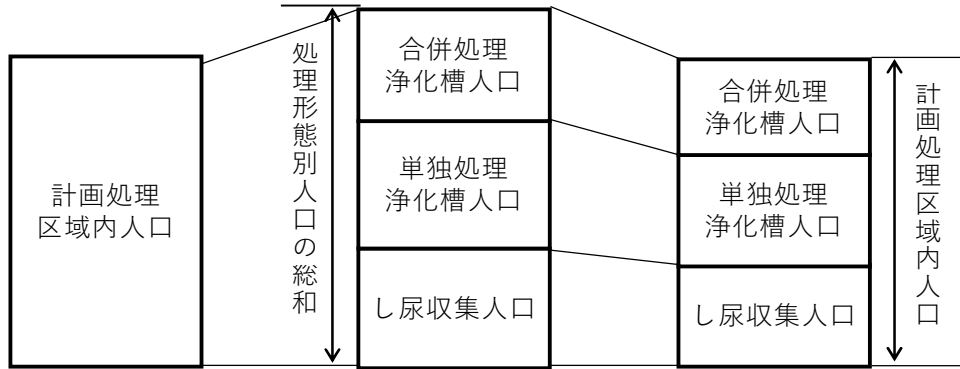 計画処理
区域内人口
処理形態別人口の総和
合併処理
浄化槽人口
単独処理
浄化槽人口
し尿収集人口
合併処理
浄化槽人口
単独処理
浄化槽人口
し尿収集人口
計画処理区域内人口